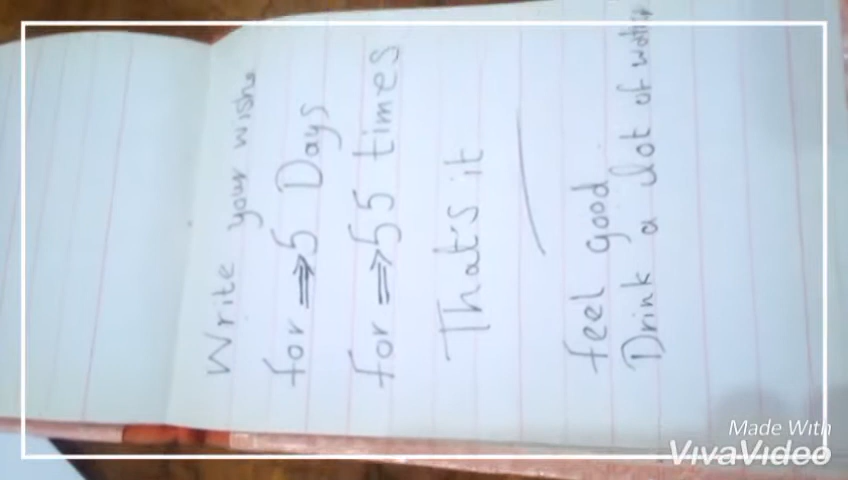 Write your wish
for ⇒ 5 Days
for ⇒ 55 times
That's it
feel good
Drink a lot of water
Made With
VivaVideo